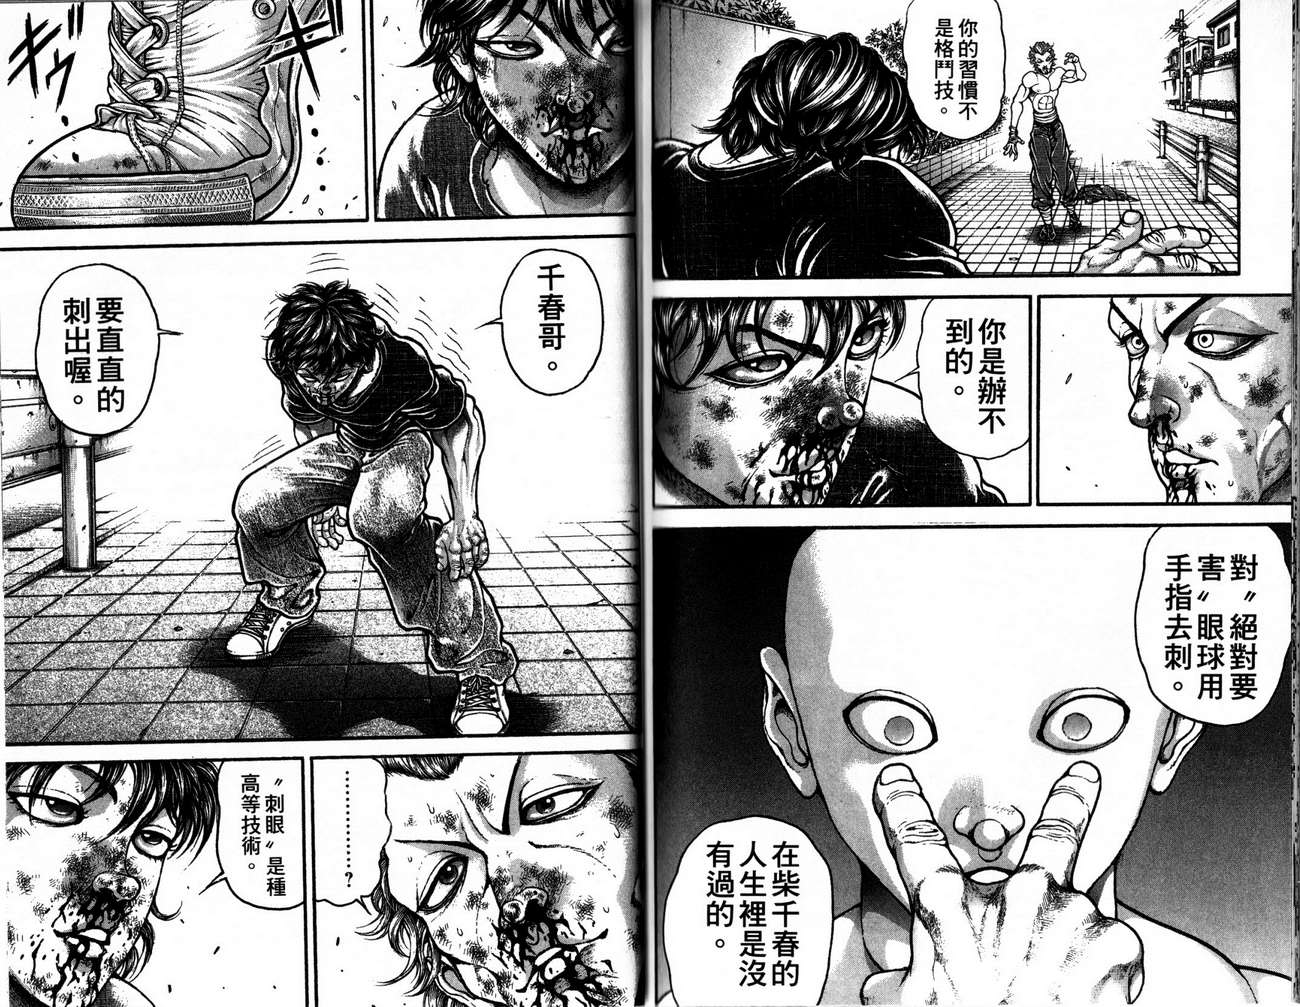 你的習慣不
是格鬥技。
你是辦不
到的。
對〝絕對要
害〞眼球用
手指去刺。
在柴千春的
人生裡是沒
有過的。
ギュ
千春哥。
要直直的
刺出喔。
…………?
〝刺眼〞是種
高等技術。